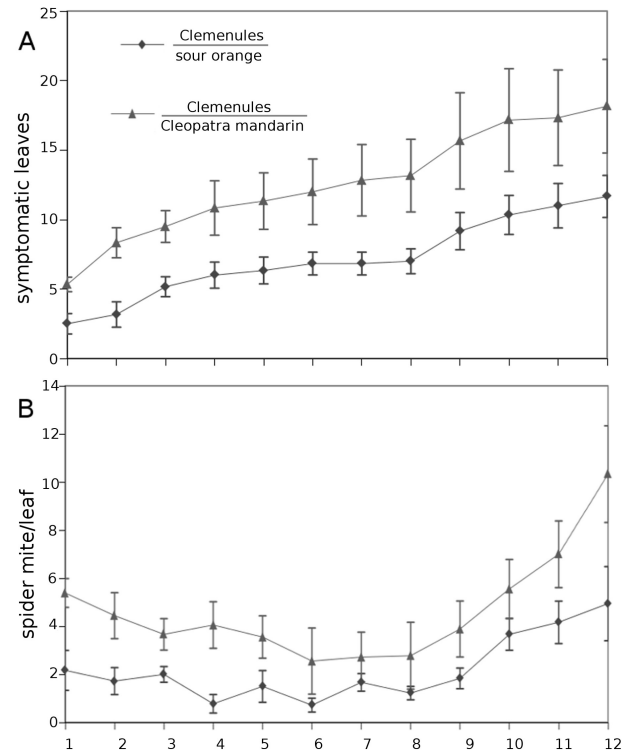 A
25
20
15
10
5
0
symptomatic leaves
Clemenules
sour orange
Clemenules
Cleopatra mandarin
B
14
12
10
8
6
4
2
0
spider mite/leaf
1 2 3 4 5 6 7 8 9 10 11 12